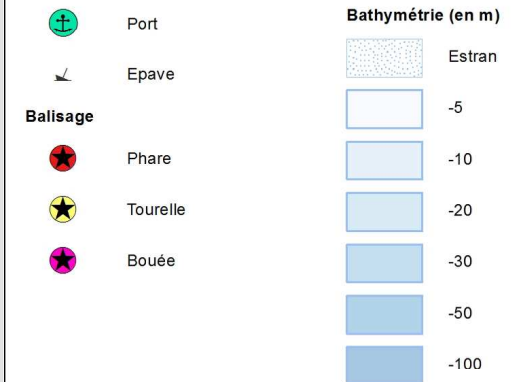 Port
Epave
Balisage
Phare
Tourelle
Bouée
Bathymétrie (en m)
Estran
-5
-10
-20
-30
-50
-100